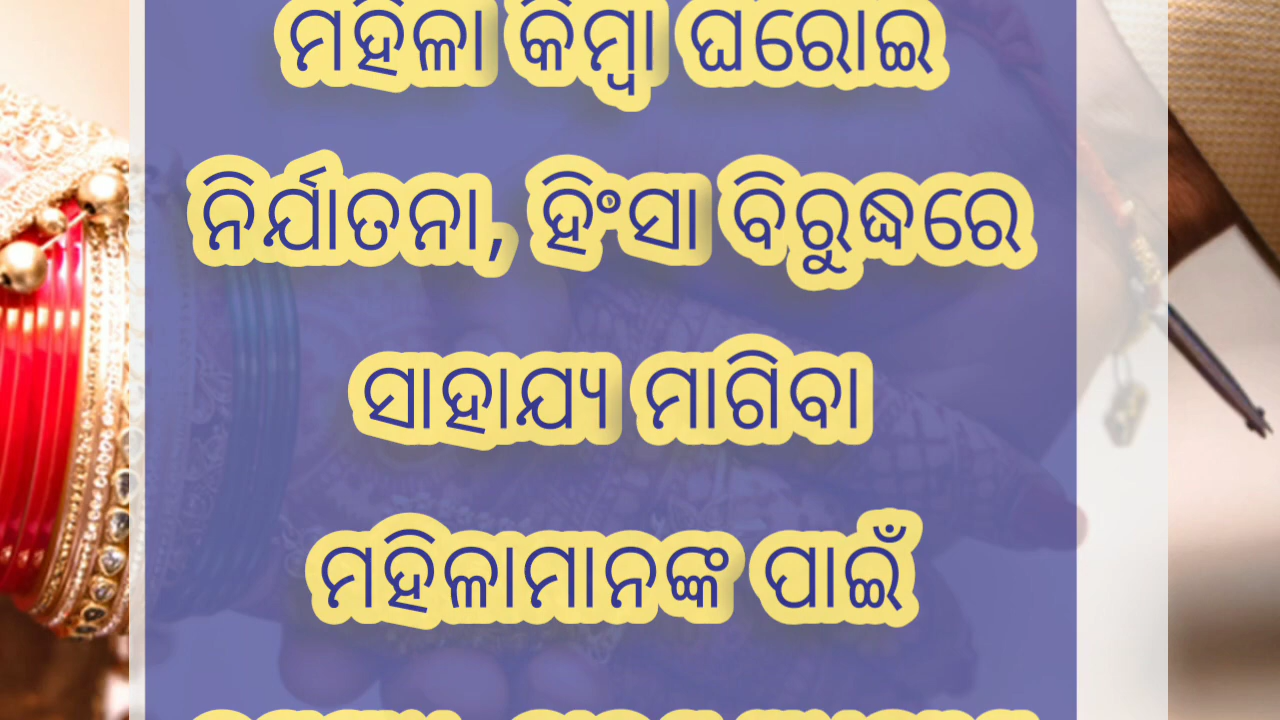 ମହିଳା କିମ୍ବା ଘରୋଇ
ନିର୍ଯାତନା, ହିଂସା ବିରୁଦ୍ଧରେ
ସାହାଯ୍ୟ ମାଗିବା
ମହିଳାମାନଙ୍କ ପାଇଁ